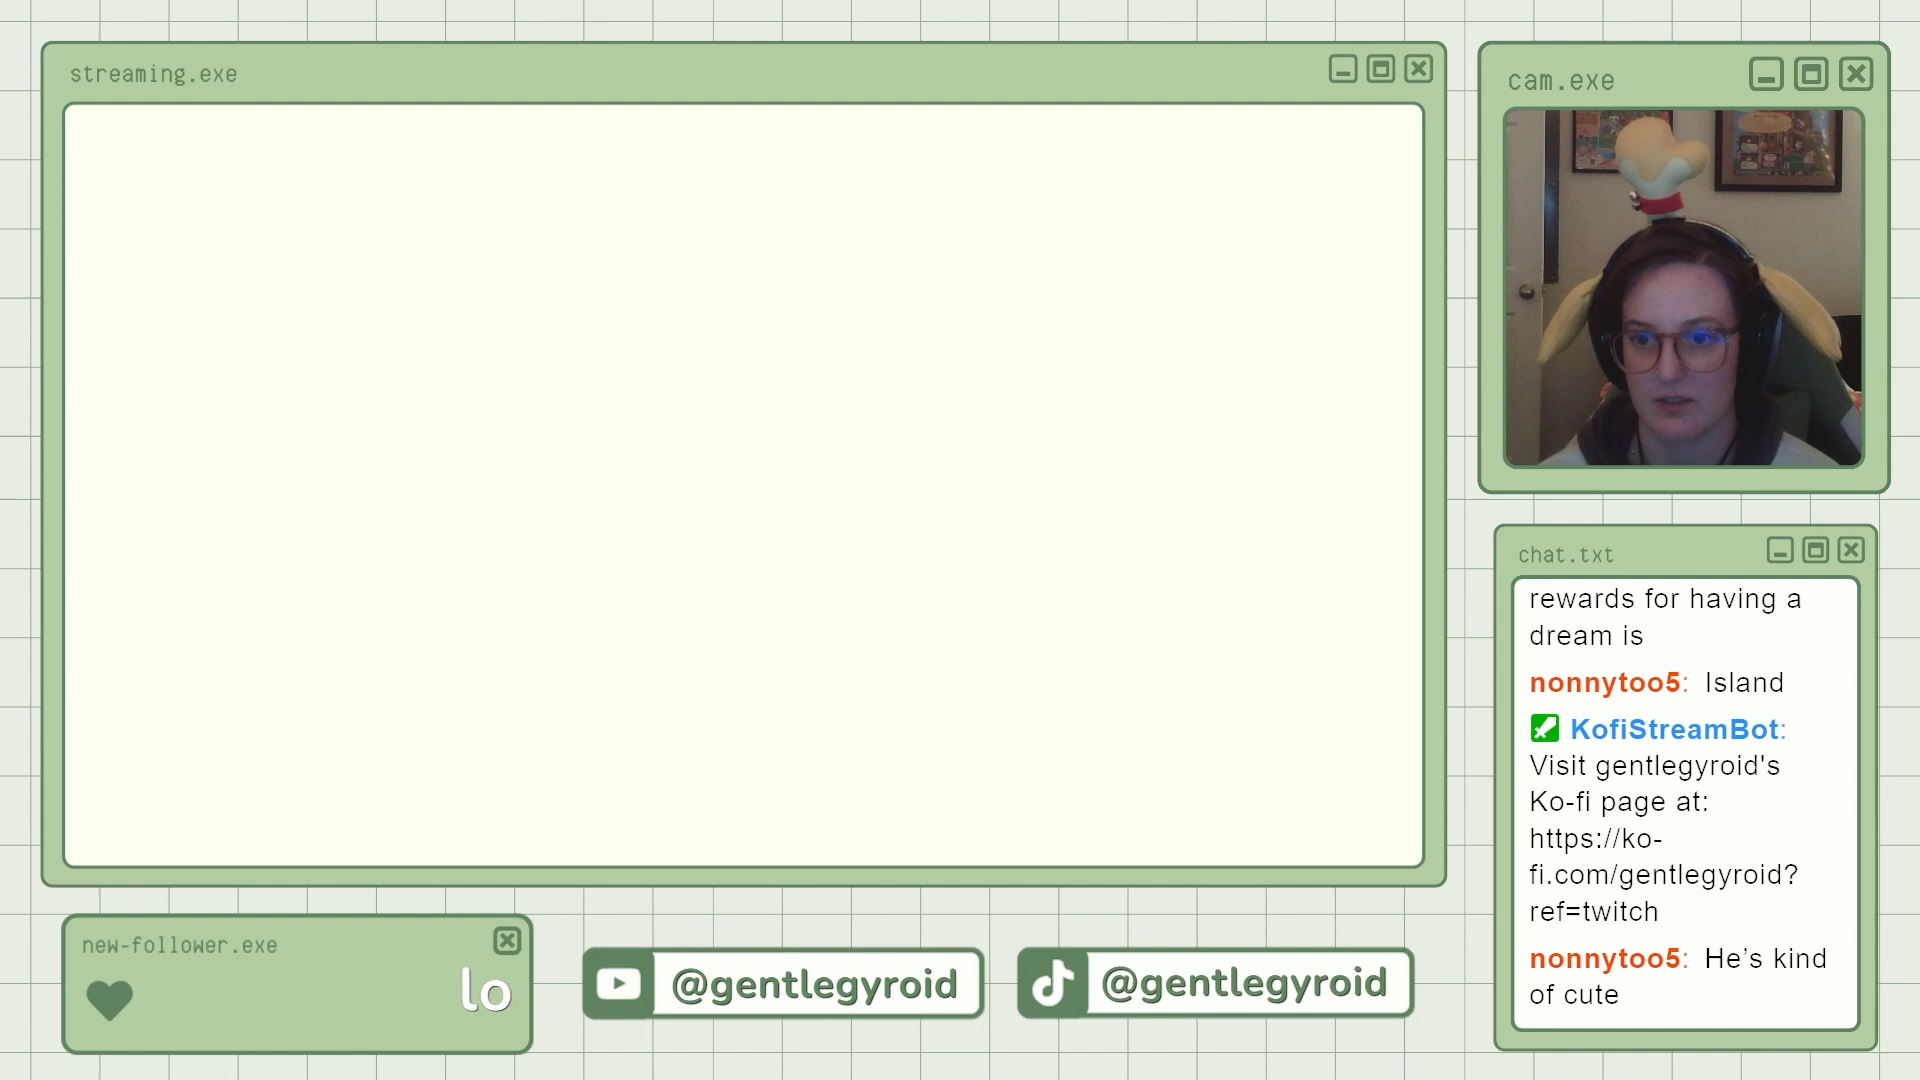 streaming.exe
cam.exe
chat.txt
rewards for having a
dream is
nonnytoo5: Island
KofiStreamBot:
Visit gentlegyroid's
Ko-fi page at:
https://ko-
fi.com/gentlegyroid?
ref=twitch
nonnytoo5: He’s kind
of cute
new-follower.exe
lo
@gentlegyroid
@gentlegyroid